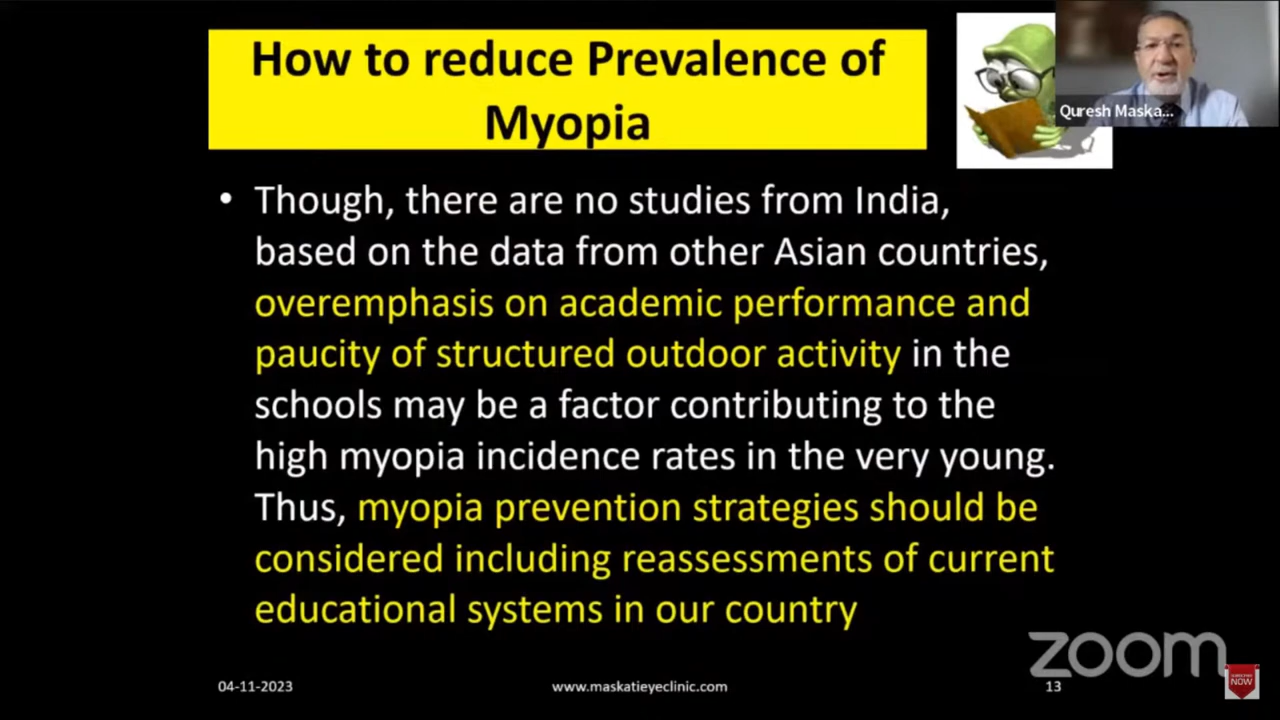 How to reduce Prevalence of
Myopia
Quresh Maska...
• Though, there are no studies from India,
based on the data from other Asian countries,
overemphasis on academic performance and
paucity of structured outdoor activity in the
schools may be a factor contributing to the
high myopia incidence rates in the very young.
Thus, myopia prevention strategies should be
considered including reassessments of current
educational systems in our country
zoom
SUBSCRIBE
NOW
04-11-2023
www.maskatieyeclinic.com
13